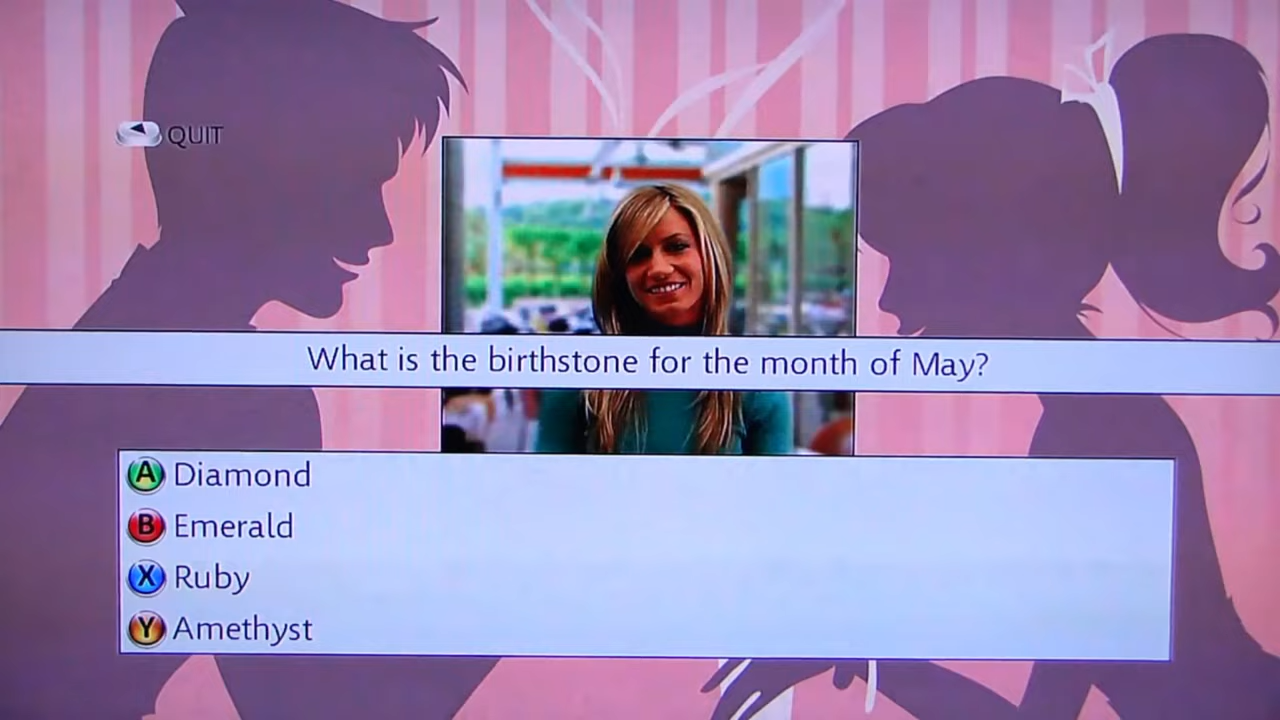 QUIT
What is the birthstone for the month of May?
A Diamond
B Emerald
X Ruby
Y Amethyst